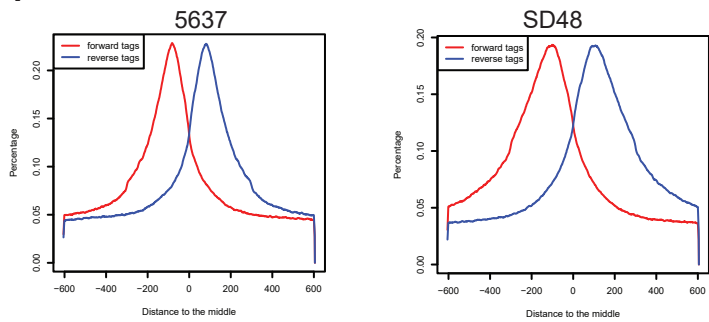 5637
forward tags
reverse tags
Percentage
0.00
0.05
0.10
0.15
0.20
−600
−400
−200
0
200
400
600
Distance to the middle
SD48
forward tags
reverse tags
Percentage
0.00
0.05
0.10
0.15
0.20
−600
−400
−200
0
200
400
600
Distance to the middle